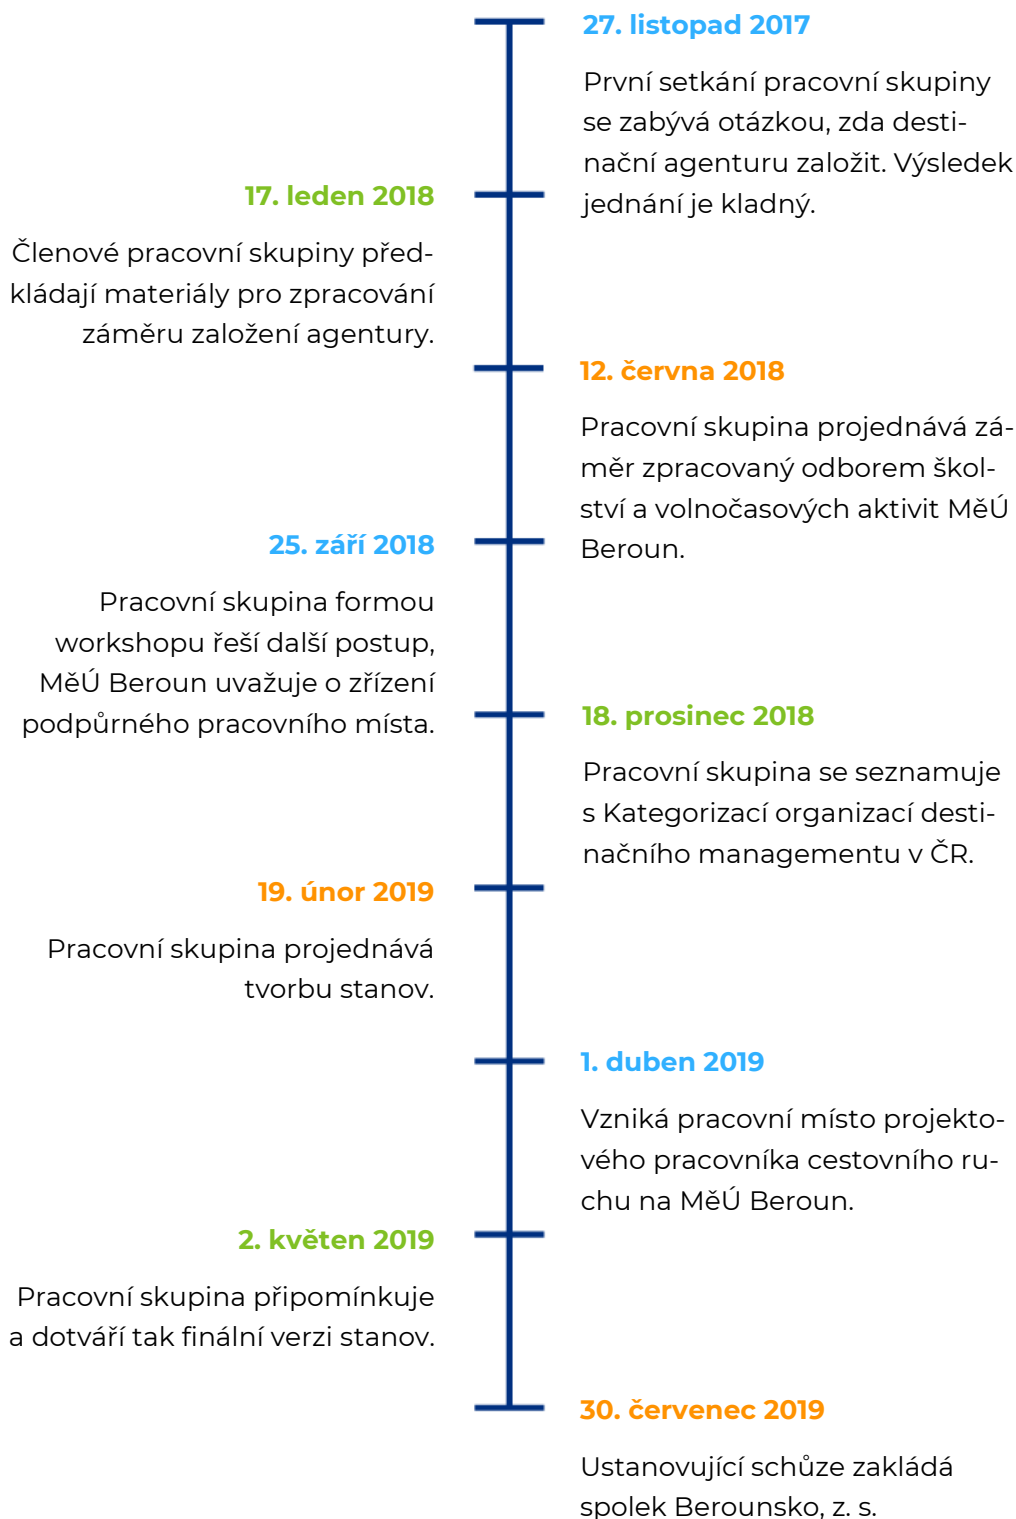 27. listopad 2017
První setkání pracovní skupiny
se zabývá otázkou, zda desti-
nační agenturu založit. Výsledek
jednání je kladný.
17. leden 2018
Členové pracovní skupiny před-
kládají materiály pro zpracování
záměru založení agentury.
12. června 2018
Pracovní skupina projednává zá-
měr zpracovaný odborem škol-
ství a volnočasových aktivit MěÚ
Beroun.
25. září 2018
Pracovní skupina formou
workshopu řeší další postup,
MěÚ Beroun uvažuje o zřízení
podpůrného pracovního místa.
18. prosinec 2018
Pracovní skupina se seznamuje
s Kategorizací organizací desti-
načního managementu v ČR.
19. únor 2019
Pracovní skupina projednává
tvorbu stanov.
1. duben 2019
Vzniká pracovní místo projekto-
vého pracovníka cestovního ru-
chu na MěÚ Beroun.
2. květen 2019
Pracovní skupina připomínkuje
a dotváří tak finální verzi stanov.
30. červenec 2019
Ustanovující schůze zakládá
spolek Berounsko, z. s.